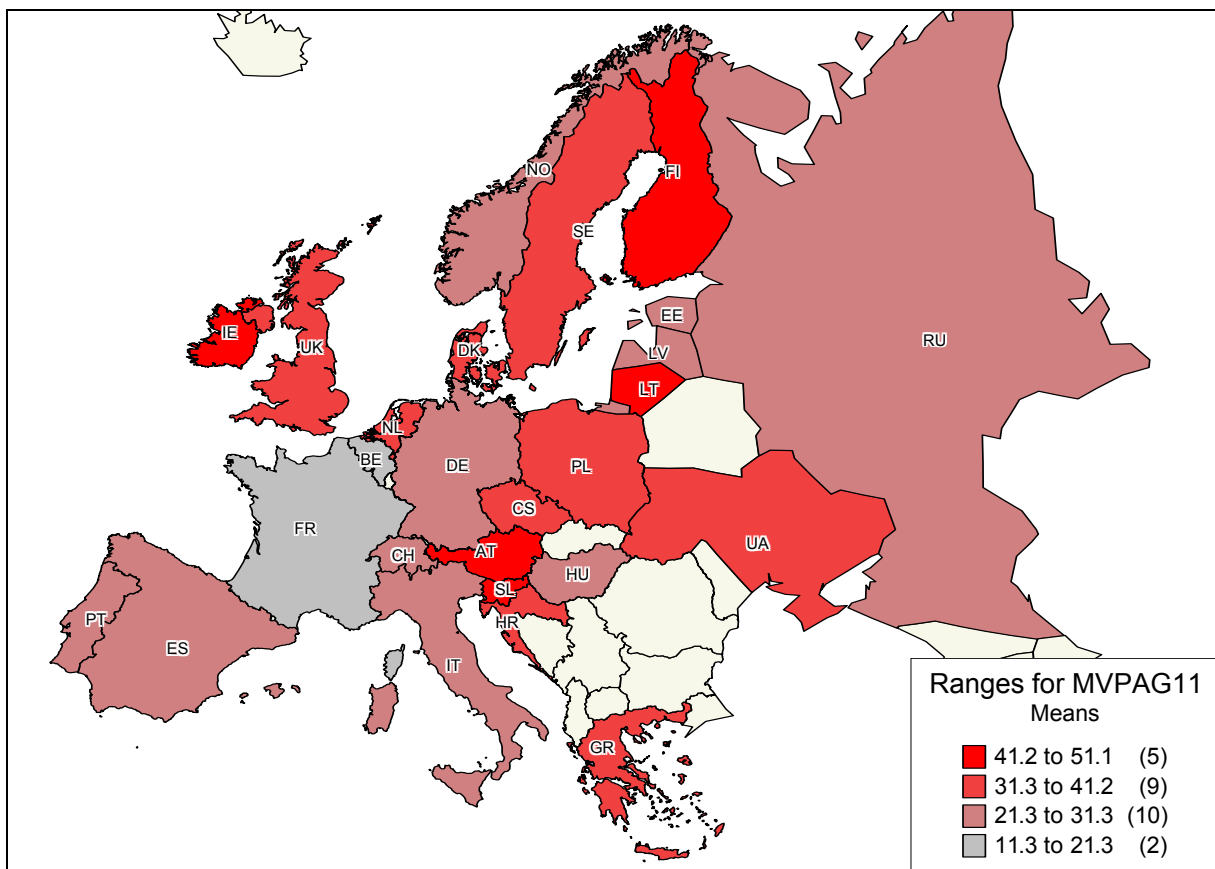 NO
FI
SE
EE
RU
IE
LV
UK
DK
LT
NL
BE
DE
PL
CS
FR
UA
AT
CH
HU
SL
PT
HR
ES
IT
GR
Ranges for MVPAG11
Means
41.2 to 51.1 (5)
31.3 to 41.2 (9)
21.3 to 31.3 (10)
11.3 to 21.3 (2)